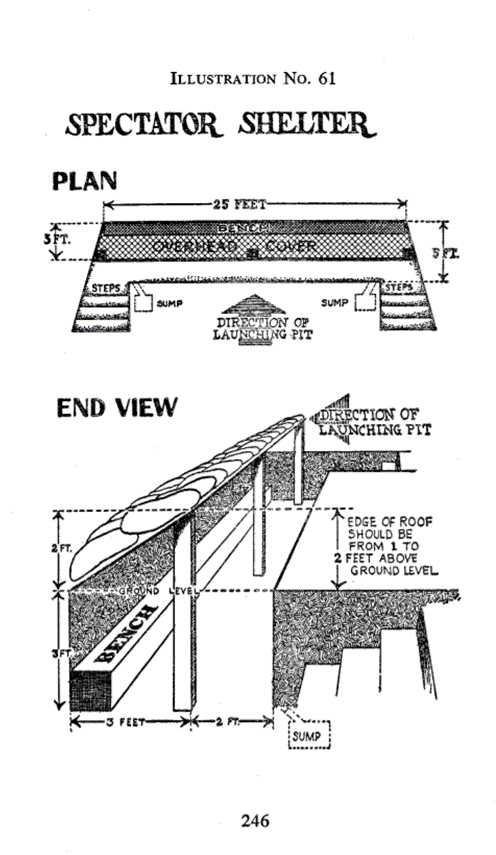 ILLUSTRATION No. 61
SPECTATOR SHELTER
PLAN
25 FEET
BENCH
3 FT.
OVERHEAD COVER
5 FT.
STEPS
STEPS
SUMP
SUMP
DIRECTION OF
LAUNCHING PIT
END VIEW
DIRECTION OF
LAUNCHING PIT
EDGE OF ROOF
SHOULD BE
FROM 1 TO
2 FEET ABOVE
GROUND LEVEL
2 FT.
GROUND LEVEL
BENCH
3 FT
3 FEET
2 FT.
SUMP
246